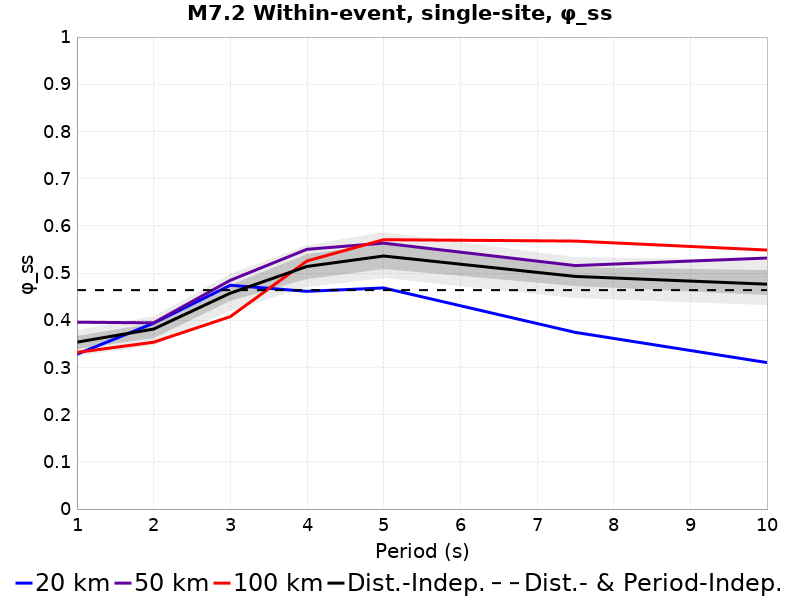 M7.2 Within-event, single-site, φ_ss
1
0.9
0.8
0.7
0.6
0.5
0.4
0.3
0.2
0.1
0
φ_ss
1 2 3 4 5 6 7 8 9 10
Period (s)
20 km 50 km 100 km Dist.-Indep. Dist.- & Period-Indep.